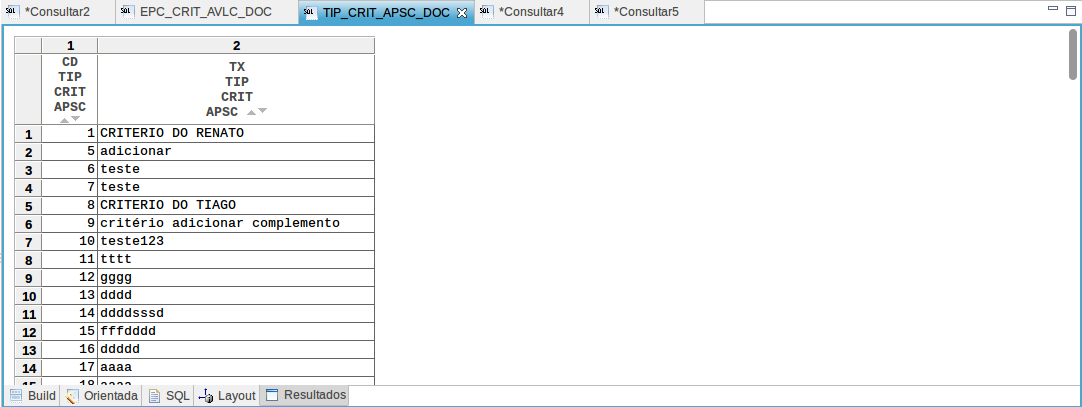 *Consultar2 EPC_CRIT_AVLC_DOC TIP_CRIT_APSC_DOC *Consultar4 *Consultar5
1 2
CD TIP CRIT APSC
TX TIP CRIT APSC
1 1 CRITERIO DO RENATO
2 5 adicionar
3 6 teste
4 7 teste
5 8 CRITERIO DO TIAGO
6 9 critério adicionar complemento
7 10 teste123
8 11 tttt
9 12 gggg
10 13 dddd
11 14 ddddsssd
12 15 fffdddd
13 16 ddddd
14 17 aaaa
15 18 aaaa
Build Orientada SQL Layout Resultados